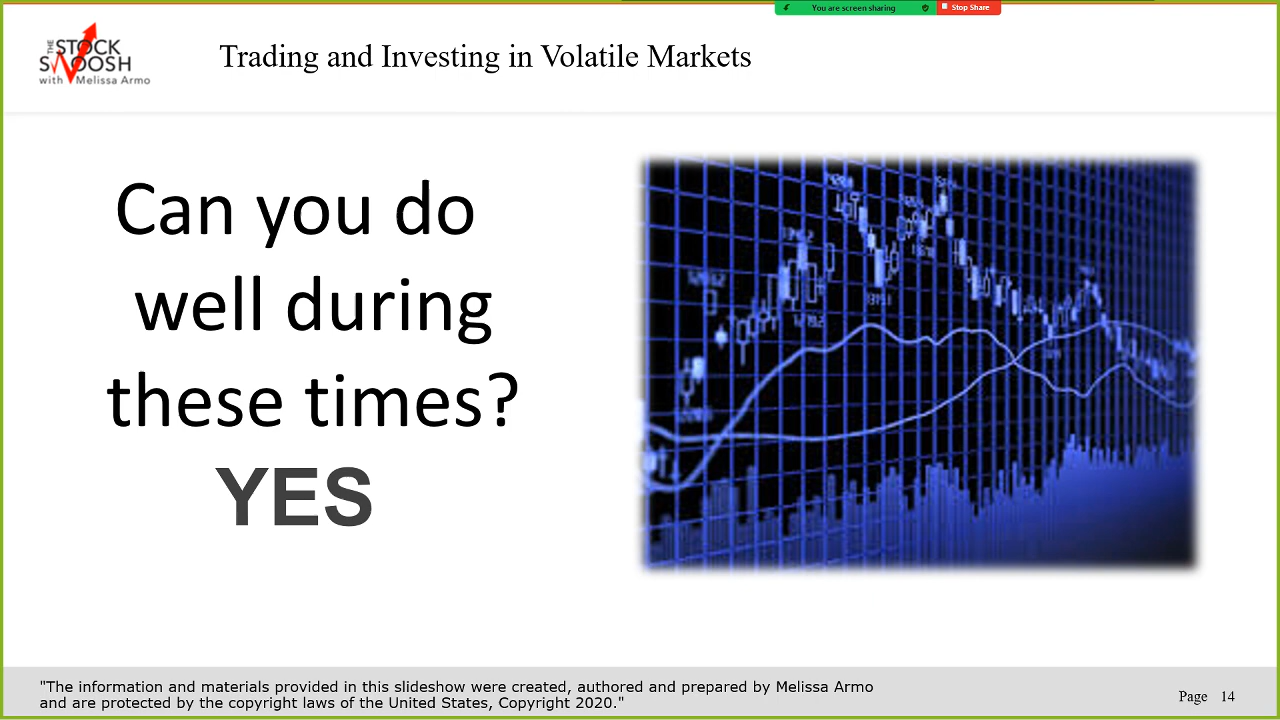 You are screen sharing
Stop Share
THE STOCK
SWOOSH
with Melissa Armo
Trading and Investing in Volatile Markets
Can you do
well during
these times?
YES
"The information and materials provided in this slideshow were created, authored and prepared by Melissa Armo
and are protected by the copyright laws of the United States, Copyright 2020."
Page 14